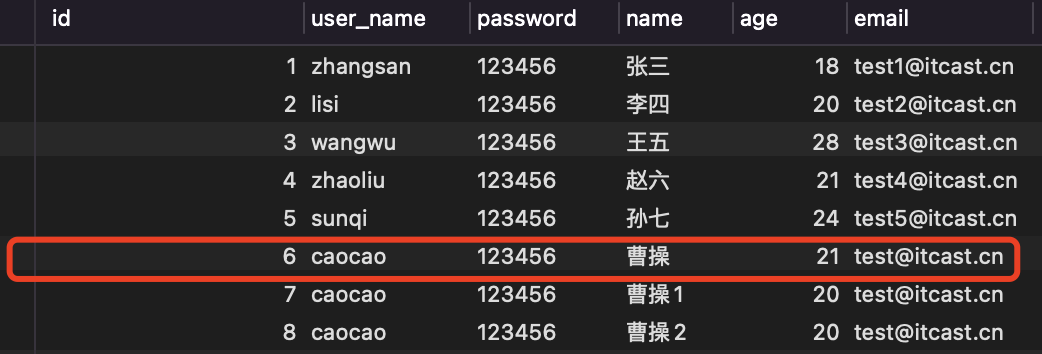 id user_name password name age email
1 zhangsan 123456 张三 18 test1@itcast.cn
2 lisi 123456 李四 20 test2@itcast.cn
3 wangwu 123456 王五 28 test3@itcast.cn
4 zhaoliu 123456 赵六 21 test4@itcast.cn
5 sunqi 123456 孙七 24 test5@itcast.cn
6 caocao 123456 曹操 21 test@itcast.cn
7 caocao 123456 曹操1 20 test@itcast.cn
8 caocao 123456 曹操2 20 test@itcast.cn